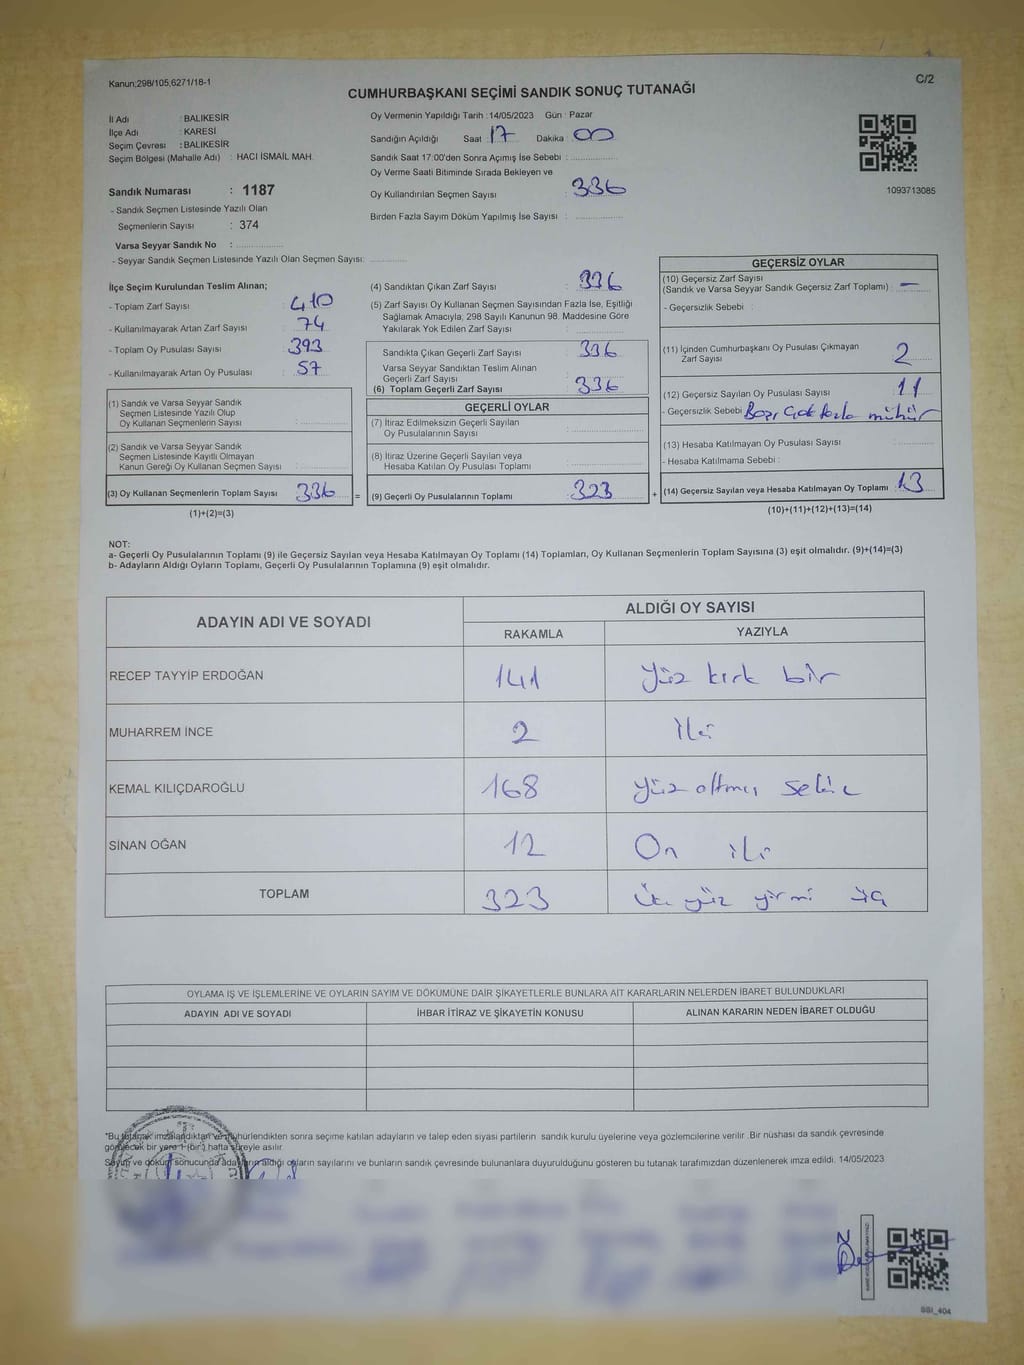 Kanun;298/105,6271/18-1
C/2
CUMHURBAŞKANI SEÇİMİ SANDIK SONUÇ TUTANAĞI
İl Adı : BALIKESİR
İlçe Adı : KARESİ
Seçim Çevresi : BALIKESİR
Seçim Bölgesi (Mahalle Adı) : HACI İSMAİL MAH.
Sandık Numarası : 1187
- Sandık Seçmen Listesinde Yazılı Olan
Seçmenlerin Sayısı : 374
Varsa Seyyar Sandık No :
- Seyyar Sandık Seçmen Listesinde Yazılı Olan Seçmen Sayısı:
Oy Vermenin Yapıldığı Tarih :14/05/2023 Gün : Pazar
Sandığın Açıldığı Saat : 17 Dakika : 00
Sandık Saat 17:00'den Sonra Açımış İse Sebebi :
Oy Verme Saati Bitiminde Sırada Bekleyen ve
Oy Kullandırılan Seçmen Sayısı : 336
Birden Fazla Sayım Döküm Yapılmış İse Sayısı :
1093713085
İlçe Seçim Kurulundan Teslim Alınan;
- Toplam Zarf Sayısı : 410
- Kullanılmayarak Artan Zarf Sayısı : 74
- Toplam Oy Pusulası Sayısı : 393
- Kullanılmayarak Artan Oy Pusulası : 57
(1) Sandık ve Varsa Seyyar Sandık
Seçmen Listesinde Yazılı Olup
Oy Kullanan Seçmenlerin Sayısı :
(2) Sandık ve Varsa Seyyar Sandık
Seçmen Listesinde Kayıtlı Olmayan
Kanun Gereği Oy Kullanan Seçmen Sayısı :
(3) Oy Kullanan Seçmenlerin Toplam Sayısı : 336 =
(1)+(2)=(3)
(4) Sandıktan Çıkan Zarf Sayısı : 336
(5) Zarf Sayısı Oy Kullanan Seçmen Sayısından Fazla İse, Eşitliği
Sağlamak Amacıyla; 298 Sayılı Kanunun 98. Maddesine Göre
Yakılarak Yok Edilen Zarf Sayısı :
Sandıkta Çıkan Geçerli Zarf Sayısı : 336
Varsa Seyyar Sandıktan Teslim Alınan
Geçerli Zarf Sayısı :
(6) Toplam Geçerli Zarf Sayısı : 336
GEÇERLİ OYLAR
(7) İtiraz Edilmeksizin Geçerli Sayılan
Oy Pusulalarının Sayısı :
(8) İtiraz Üzerine Geçerli Sayılan veya
Hesaba Katılan Oy Pusulası Toplamı :
(9) Geçerli Oy Pusulalarının Toplamı : 323 +
GEÇERSİZ OYLAR
(10) Geçersiz Zarf Sayısı
(Sandık ve Varsa Seyyar Sandık Geçersiz Zarf Toplamı) : —
- Geçersizlik Sebebi :
(11) İçinden Cumhurbaşkanı Oy Pusulası Çıkmayan
Zarf Sayısı : 2
(12) Geçersiz Sayılan Oy Pusulası Sayısı : 11
- Geçersizlik Sebebi : mühür
(13) Hesaba Katılmayan Oy Pusulası Sayısı :
- Hesaba Katılmama Sebebi :
(14) Geçersiz Sayılan veya Hesaba Katılmayan Oy Toplamı : 13
(10)+(11)+(12)+(13)=(14)
NOT:
a- Geçerli Oy Pusulalarının Toplamı (9) ile Geçersiz Sayılan veya Hesaba Katılmayan Oy Toplamı (14) Toplamları, Oy Kullanan Seçmenlerin Toplam Sayısına (3) eşit olmalıdır. (9)+(14)=(3)
b- Adayların Aldığı Oyların Toplamı, Geçerli Oy Pusulalarının Toplamına (9) eşit olmalıdır.
ADAYIN ADI VE SOYADI
ALDIĞI OY SAYISI
RAKAMLA YAZIYLA
RECEP TAYYİP ERDOĞAN 141 Yüz kırk bir
MUHARREM İNCE 2 İki
KEMAL KILIÇDAROĞLU 168 Yüz altmış sekiz
SİNAN OĞAN 12 On iki
TOPLAM 323 Üç yüz yirmi üç
OYLAMA İŞ VE İŞLEMLERİNE VE OYLARIN SAYIM VE DÖKÜMÜNE DAİR ŞİKAYETLERLE BUNLARA AİT KARARLARIN NELERDEN İBARET BULUNDUKLARI
ADAYIN ADI VE SOYADI İHBAR İTİRAZ VE ŞİKAYETİN KONUSU ALINAN KARARIN NEDEN İBARET OLDUĞU
*Bu tutanak imzalandıktan ve mühürlendikten sonra seçime katılan adayların ve talep eden siyasi partilerin sandık kurulu üyelerine veya gözlemcilerine verilir .Bir nüshası da sandık çevresinde
görülecek bir yere 1 (bir) hafta süreyle asılır.
Sayım ve döküm sonucunda adayların aldığı oyların sayılarını ve bunların sandık çevresinde bulunanlara duyurulduğunu gösteren bu tutanak tarafımızdan düzenlenerek imza edildi. 14/05/2023
SSI_404